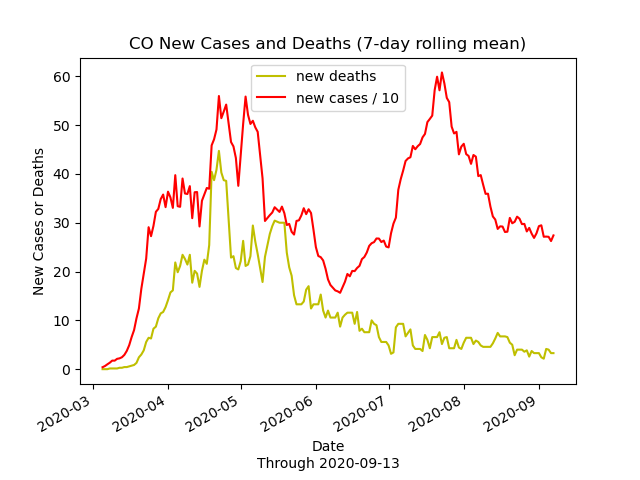 CO New Cases and Deaths (7-day rolling mean)
new deaths
new cases / 10
New Cases or Deaths
60
50
40
30
20
10
0
2020-03
2020-04
2020-05
2020-06
2020-07
2020-08
2020-09
Date
Through 2020-09-13